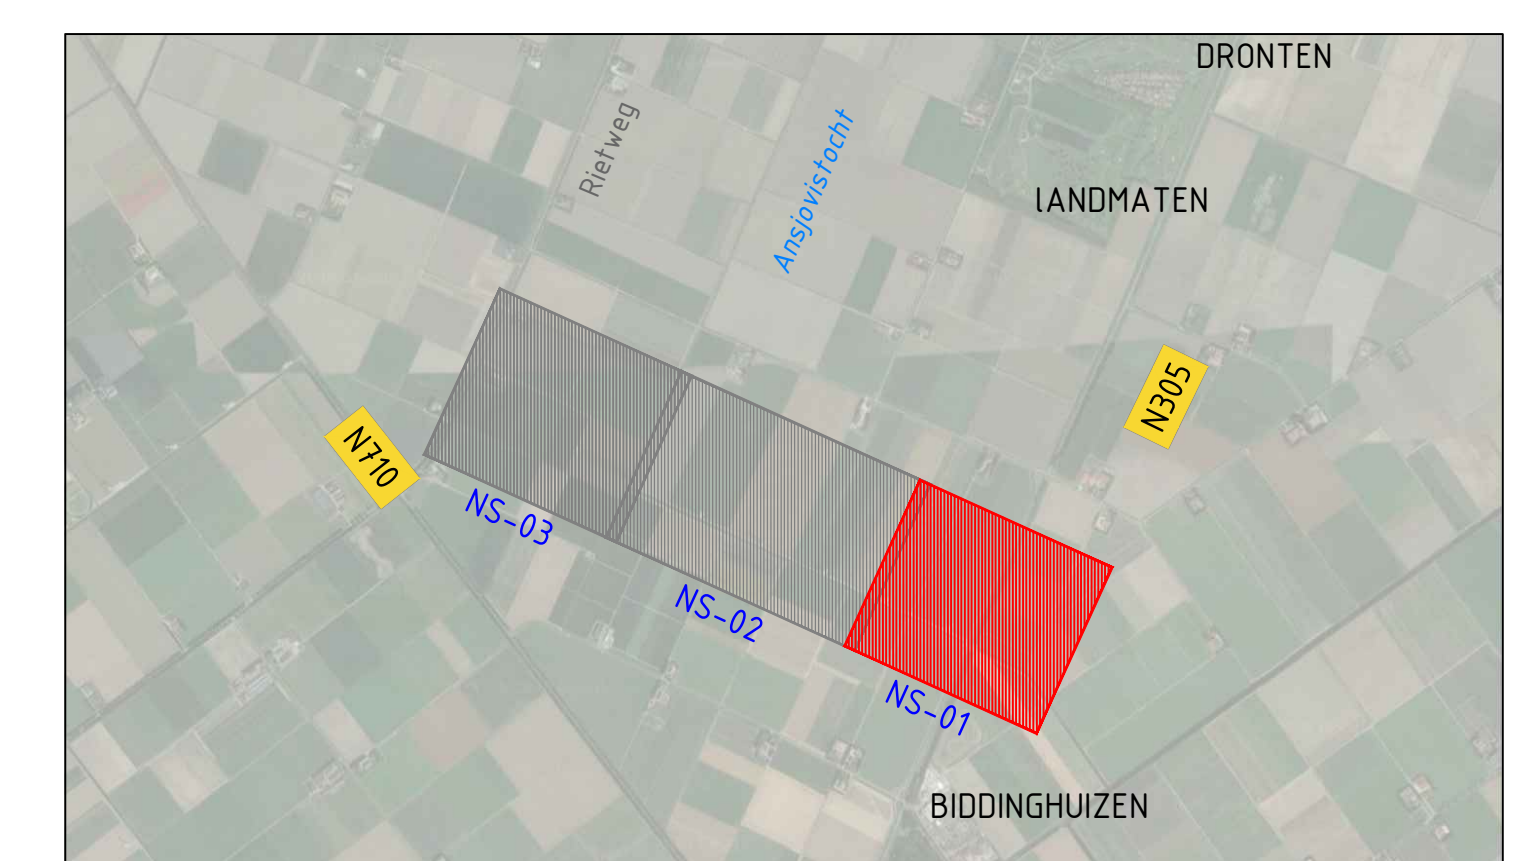 DRONTEN
Rietweg
Ansjovistocht
lANDMATEN
N305
N710
NS-03
NS-02
NS-01
BIDDINGHUIZEN